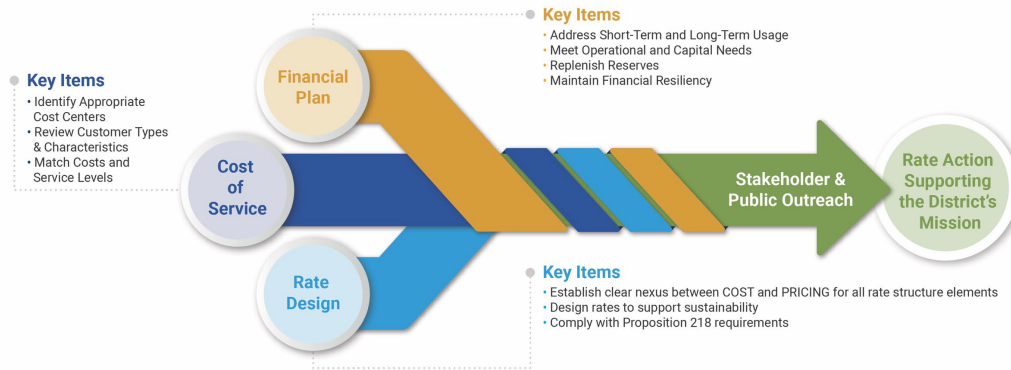 Key Items
• Address Short-Term and Long-Term Usage
• Meet Operational and Capital Needs
• Replenish Reserves
• Maintain Financial Resiliency
Financial
Plan
Key Items
• Identify Appropriate
Cost Centers
• Review Customer Types
& Characteristics
• Match Costs and
Service Levels
Cost
of
Service
Stakeholder &
Public Outreach
Rate Action
Supporting
the District's
Mission
Rate
Design
Key Items
• Establish clear nexus between COST and PRICING for all rate structure elements
• Design rates to support sustainability
• Comply with Proposition 218 requirements